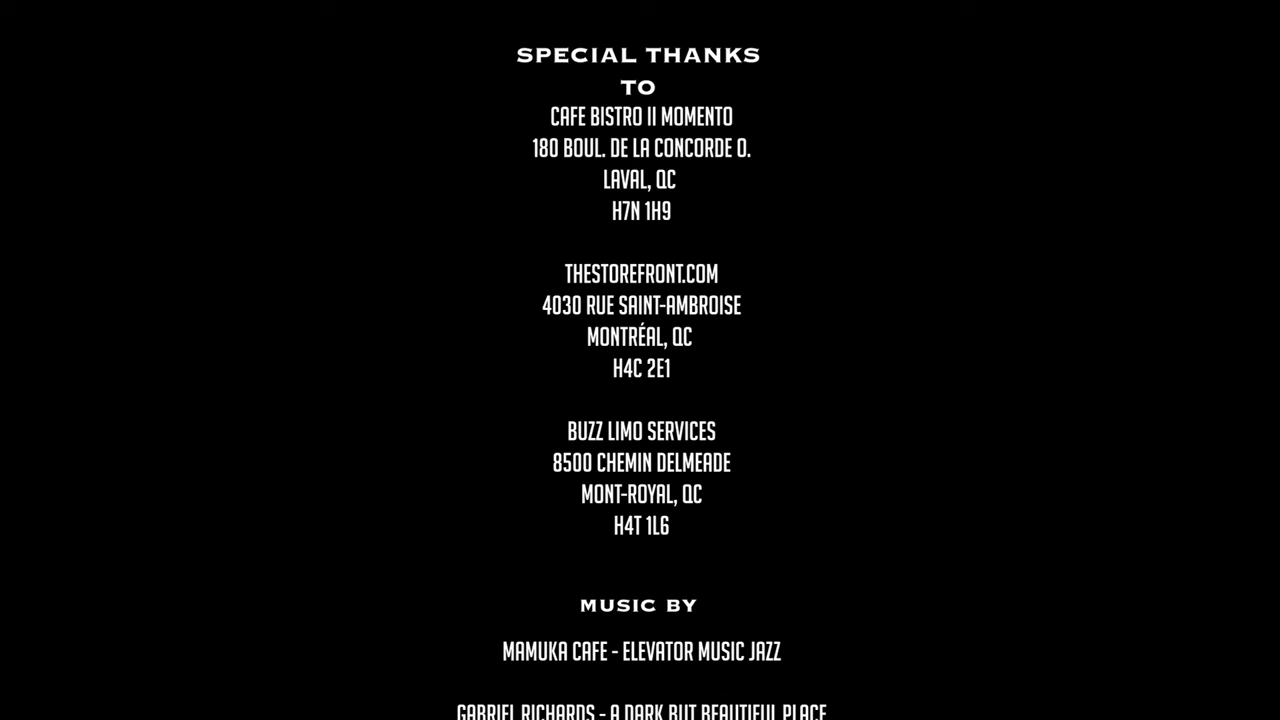 SPECIAL THANKS
TO
CAFE BISTRO II MOMENTO
180 BOUL. DE LA CONCORDE O.
LAVAL, QC
H7N 1H9
THESTOREFRONT.COM
4030 RUE SAINT-AMBROISE
MONTRÉAL, QC
H4C 2E1
BUZZ LIMO SERVICES
8500 CHEMIN DELMEADE
MONT-ROYAL, QC
H4T 1L6
MUSIC BY
MAMUKA CAFE - ELEVATOR MUSIC JAZZ
GABRIEL RICHARDS - A DARK BUT BEAUTIFUL PLACE